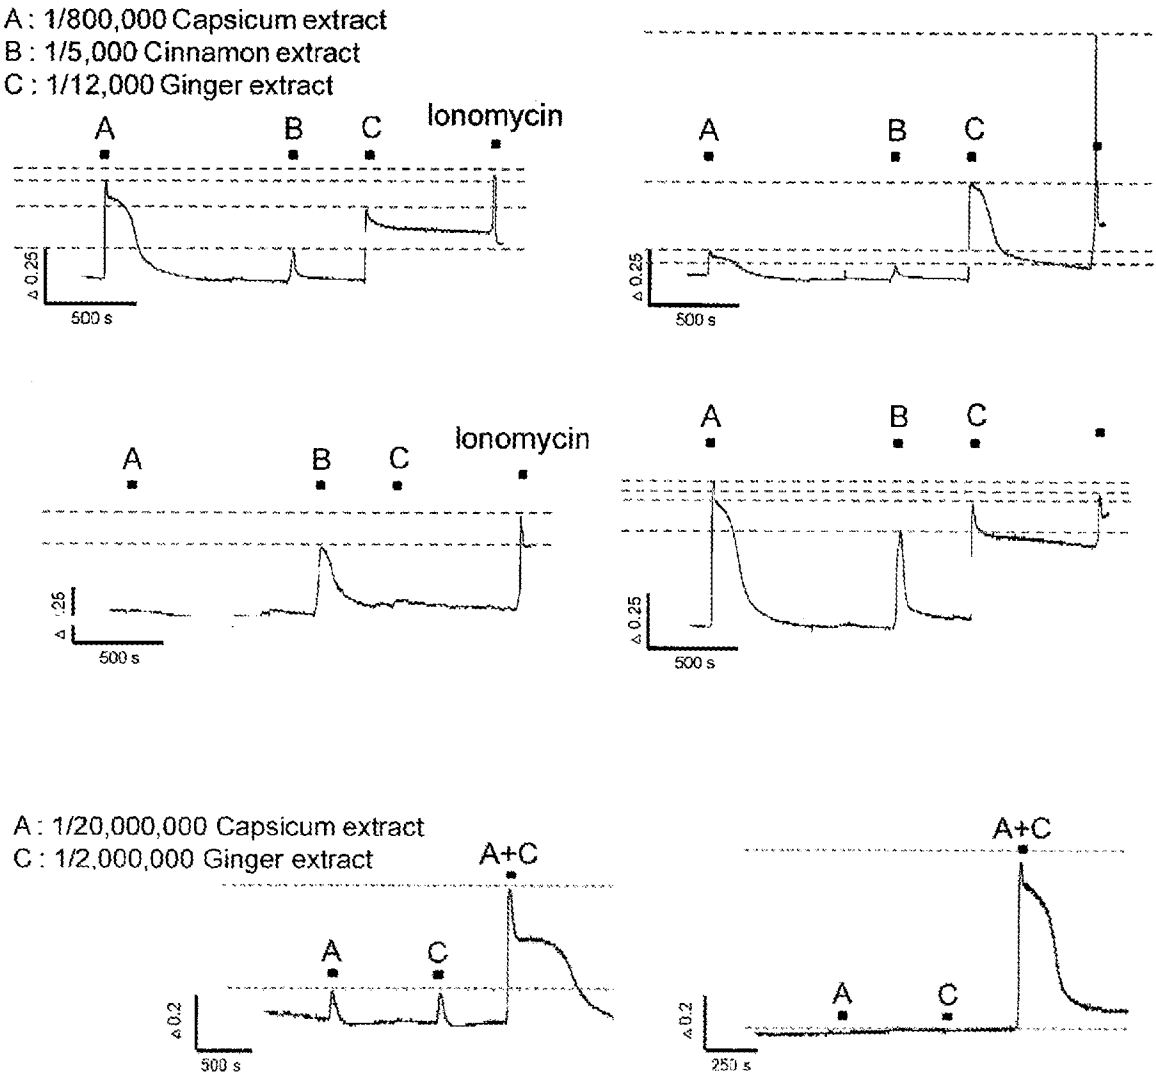 A : 1/800,000 Capsicum extract
B : 1/5,000 Cinnamon extract
C : 1/12,000 Ginger extract
A B C Ionomycin
Δ 0.25
500 s
A B C
Δ 0.25
500 s
A B C Ionomycin
Δ .25
500 s
A B C
Δ 0.25
500 s
A : 1/20,000,000 Capsicum extract
C : 1/2,000,000 Ginger extract
A C A+C
Δ 0.2
500 s
A C A+C
Δ 0.2
250 s